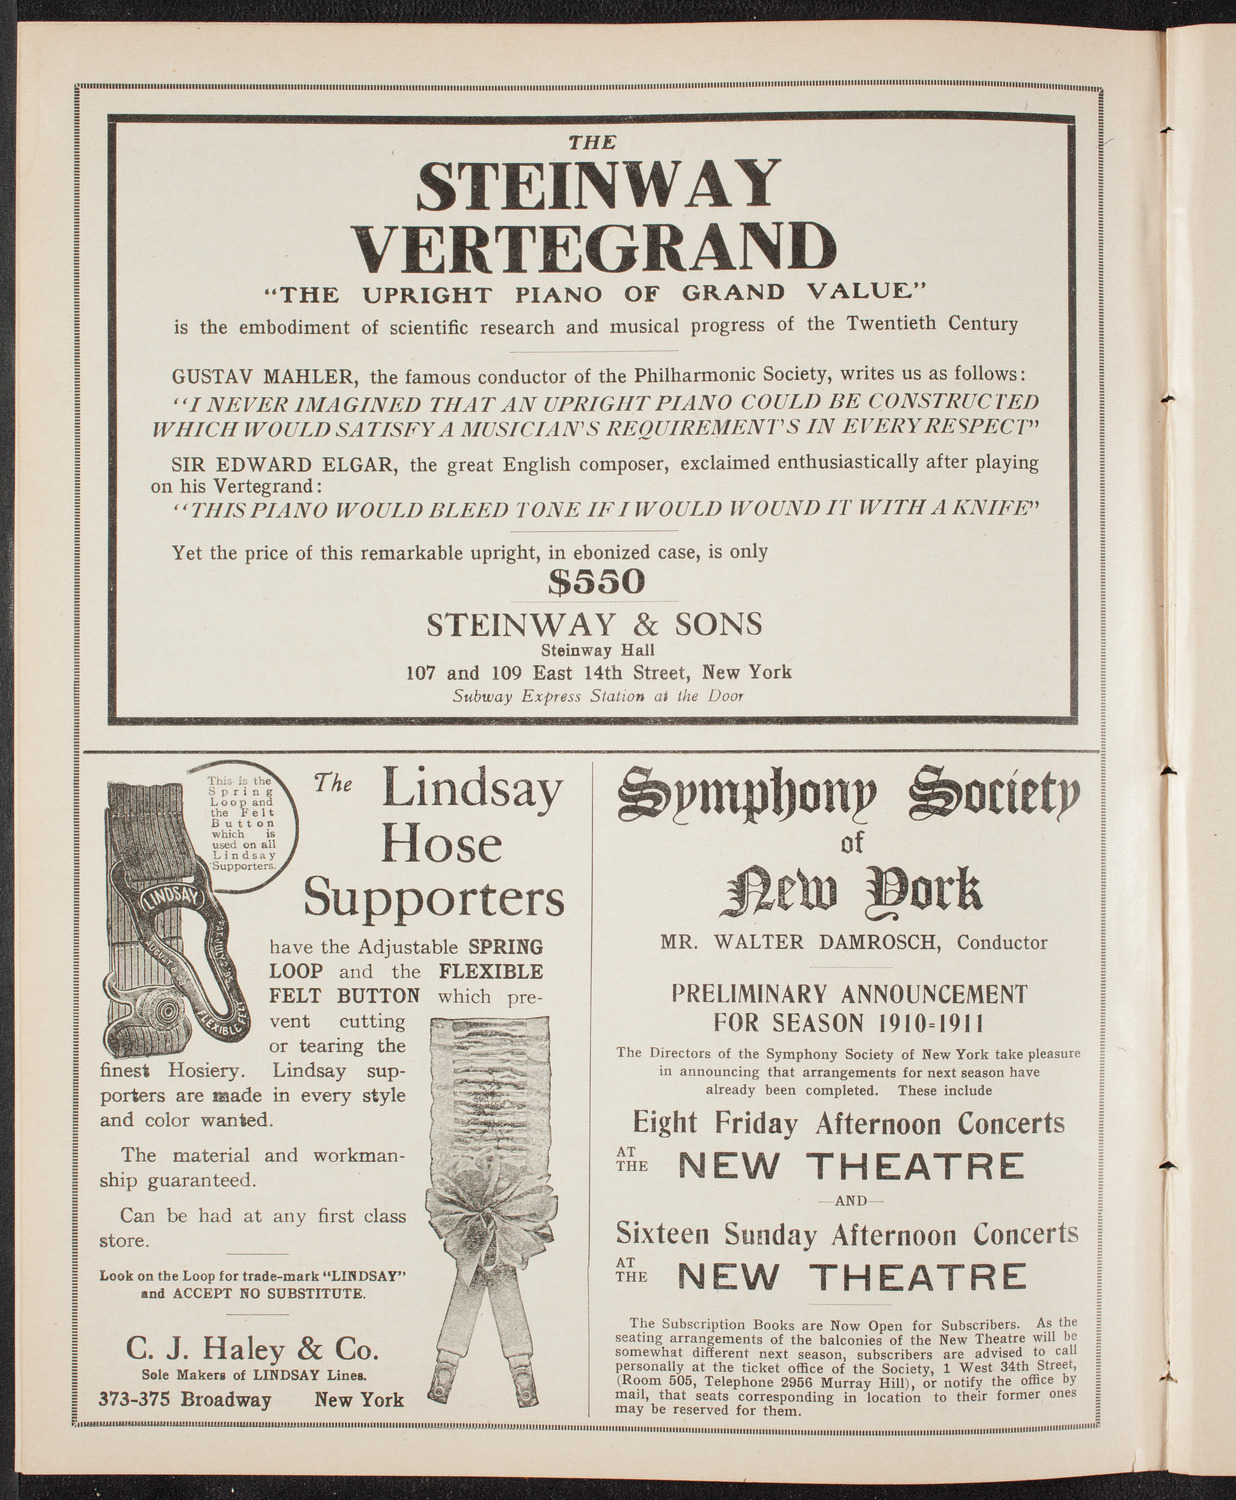 THE
STEINWAY
VERTEGRAND
“THE UPRIGHT PIANO OF GRAND VALUE”
is the embodiment of scientific research and musical progress of the Twentieth Century
GUSTAV MAHLER, the famous conductor of the Philharmonic Society, writes us as follows:
“I NEVER IMAGINED THAT AN UPRIGHT PIANO COULD BE CONSTRUCTED
WHICH WOULD SATISFY A MUSICIAN'S REQUIREMENT'S IN EVERY RESPECT”
SIR EDWARD ELGAR, the great English composer, exclaimed enthusiastically after playing
on his Vertegrand:
“THIS PIANO WOULD BLEED TONE IF I WOULD WOUND IT WITH A KNIFE”
Yet the price of this remarkable upright, in ebonized case, is only
$550
STEINWAY & SONS
Steinway Hall
107 and 109 East 14th Street, New York
Subway Express Station at the Door
This is the
Spring
Loop and
the Felt
Button
which is
used on all
Lindsay
Supporters.
LINDSAY
PAT. JULY 2 '95
AUGUST 6 '95
FLEXIBLE FELT
The Lindsay
Hose
Supporters
have the Adjustable SPRING
LOOP and the FLEXIBLE
FELT BUTTON which pre-
vent cutting
or tearing the
finest Hosiery. Lindsay sup-
porters are made in every style
and color wanted.
The material and workman-
ship guaranteed.
Can be had at any first class
store.
Look on the Loop for trade-mark “LINDSAY”
and ACCEPT NO SUBSTITUTE.
C. J. Haley & Co.
Sole Makers of LINDSAY Lines.
373-375 Broadway New York
Symphony Society
of
New York
MR. WALTER DAMROSCH, Conductor
PRELIMINARY ANNOUNCEMENT
FOR SEASON 1910-1911
The Directors of the Symphony Society of New York take pleasure
in announcing that arrangements for next season have
already been completed. These include
Eight Friday Afternoon Concerts
AT THE NEW THEATRE
—AND—
Sixteen Sunday Afternoon Concerts
AT THE NEW THEATRE
The Subscription Books are Now Open for Subscribers. As the
seating arrangements of the balconies of the New Theatre will be
somewhat different next season, subscribers are advised to call
personally at the ticket office of the Society, 1 West 34th Street,
(Room 505, Telephone 2956 Murray Hill), or notify the office by
mail, that seats corresponding in location to their former ones
may be reserved for them.